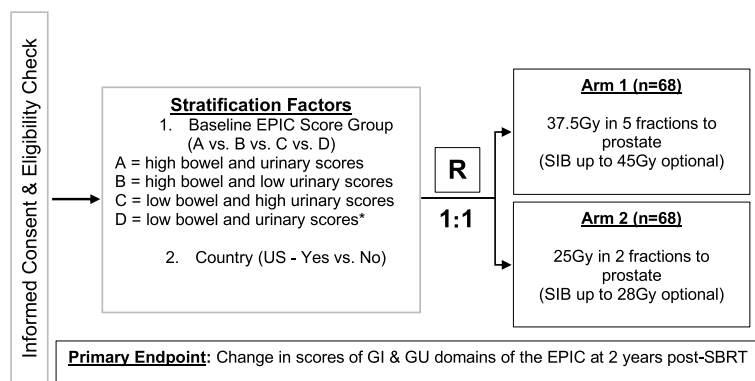 Informed Consent & Eligibility Check
Stratification Factors
1. Baseline EPIC Score Group
(A vs. B vs. C vs. D)
A = high bowel and urinary scores
B = high bowel and low urinary scores
C = low bowel and high urinary scores
D = low bowel and urinary scores*
2. Country (US - Yes vs. No)
R
1:1
Arm 1 (n=68)
37.5Gy in 5 fractions to
prostate
(SIB up to 45Gy optional)
Arm 2 (n=68)
25Gy in 2 fractions to
prostate
(SIB up to 28Gy optional)
Primary Endpoint: Change in scores of GI & GU domains of the EPIC at 2 years post-SBRT